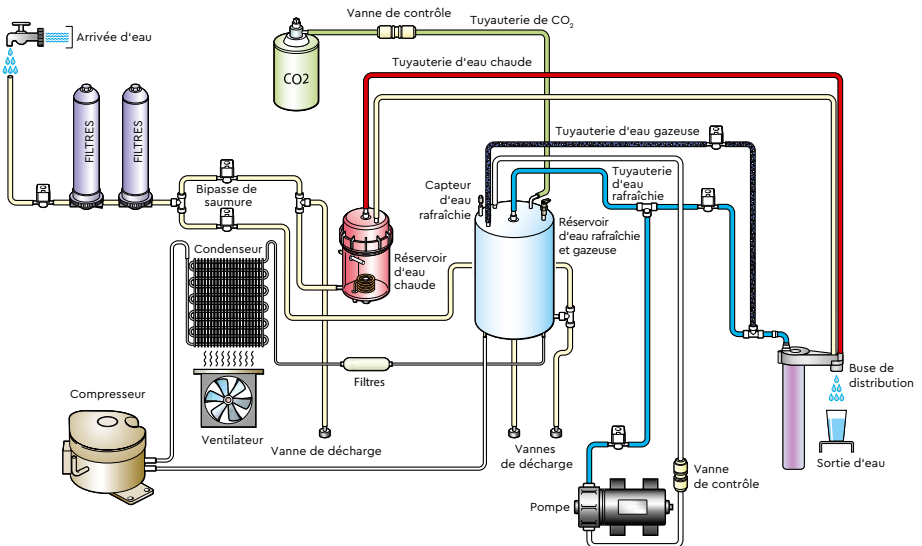 Vanne de contrôle
Tuyauterie de CO₂
Arrivée d'eau
Tuyauterie d'eau chaude
CO2
FILTRES
FILTRES
Tuyauterie d'eau gazeuse
Bipasse de
saumure
Capteur
d'eau
rafraîchie
Tuyauterie
d'eau
rafraîchie
Condenseur
Réservoir
d'eau
chaude
Réservoir
d'eau rafraîchie
et gazeuse
Filtres
Buse de
distribution
Compresseur
Ventilateur
Vanne de décharge
Vannes
de décharge
Sortie d'eau
Vanne
de contrôle
Pompe